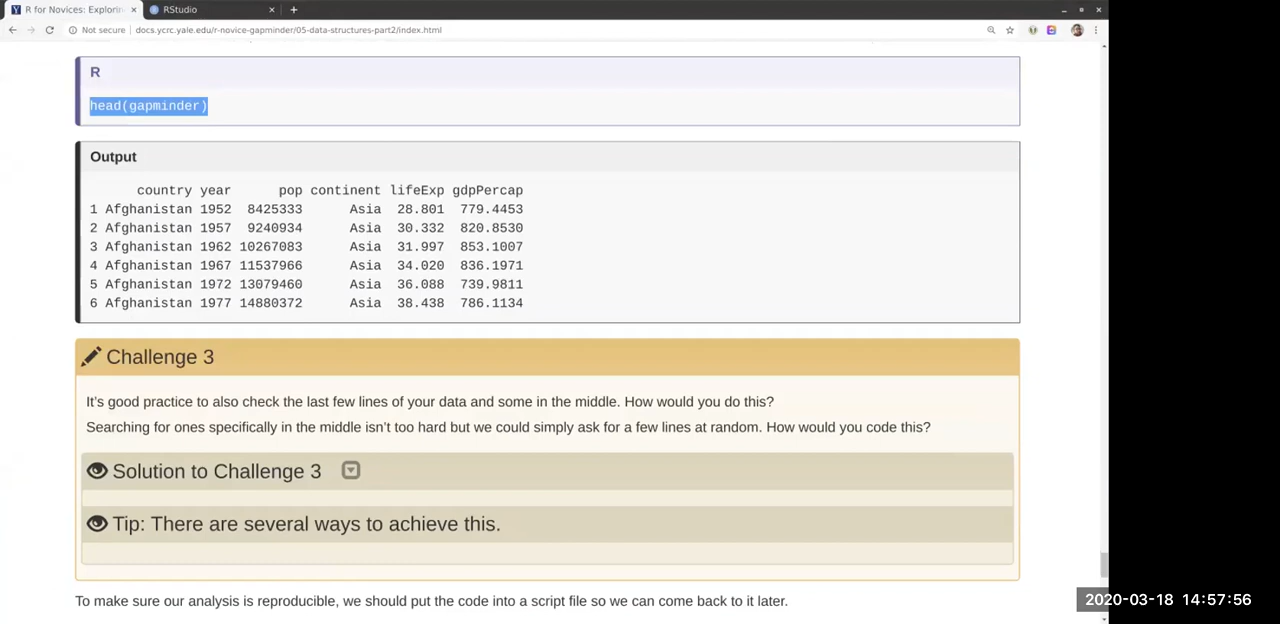 R for Novices: Explorin
RStudio
Not secure
docs.ycrc.yale.edu/r-novice-gapminder/05-data-structures-part2/index.html
R
head(gapminder)
Output
country year pop continent lifeExp gdpPercap
1 Afghanistan 1952 8425333 Asia 28.801 779.4453
2 Afghanistan 1957 9240934 Asia 30.332 820.8530
3 Afghanistan 1962 10267083 Asia 31.997 853.1007
4 Afghanistan 1967 11537966 Asia 34.020 836.1971
5 Afghanistan 1972 13079460 Asia 36.088 739.9811
6 Afghanistan 1977 14880372 Asia 38.438 786.1134
Challenge 3
It’s good practice to also check the last few lines of your data and some in the middle. How would you do this?
Searching for ones specifically in the middle isn’t too hard but we could simply ask for a few lines at random. How would you code this?
Solution to Challenge 3
Tip: There are several ways to achieve this.
To make sure our analysis is reproducible, we should put the code into a script file so we can come back to it later.
2020-03-18 14:57:56